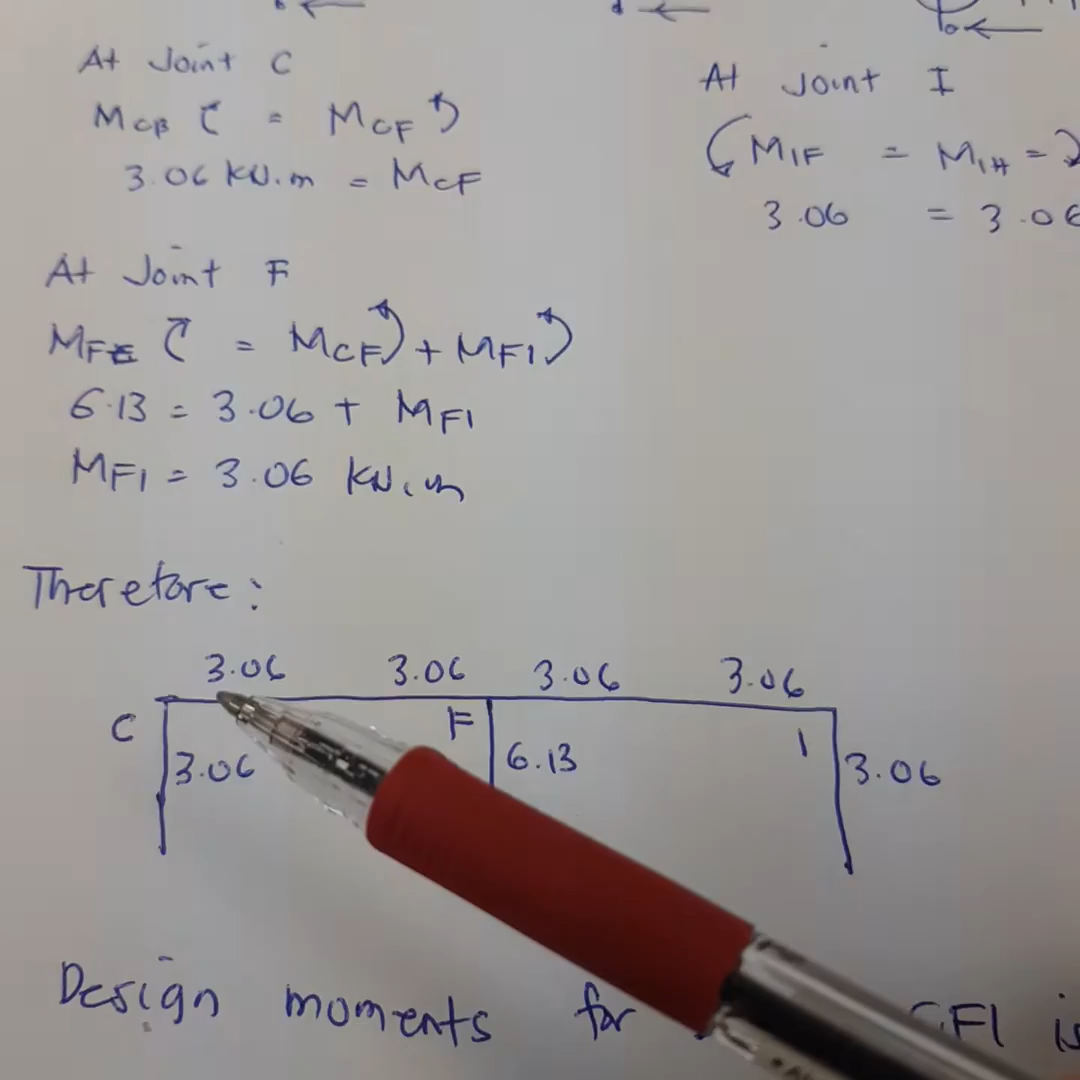 At Joint C
MCB = MCF
3.06 KN.m = MCF
At Joint I
MIF = MIH =
3.06 = 3.06
At Joint F
MFE = MCF + MFI
6.13 = 3.06 + MFI
MFI = 3.06 KN.m
Therefore:
3.06 3.06 3.06 3.06
C F I
3.06 6.13 3.06
Design moments for CFI is